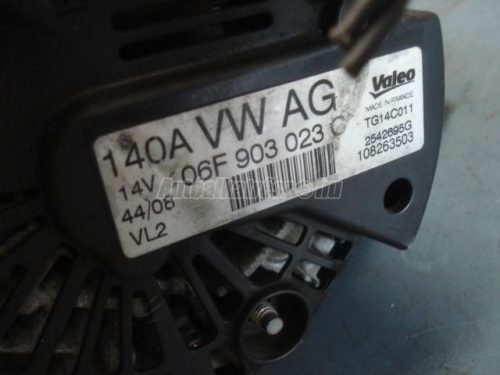 140A VW AG
14V 06F 903 023
44/08
VL2
Valeo
MADE IN FRANCE
TG14C011
2542695G
108263503